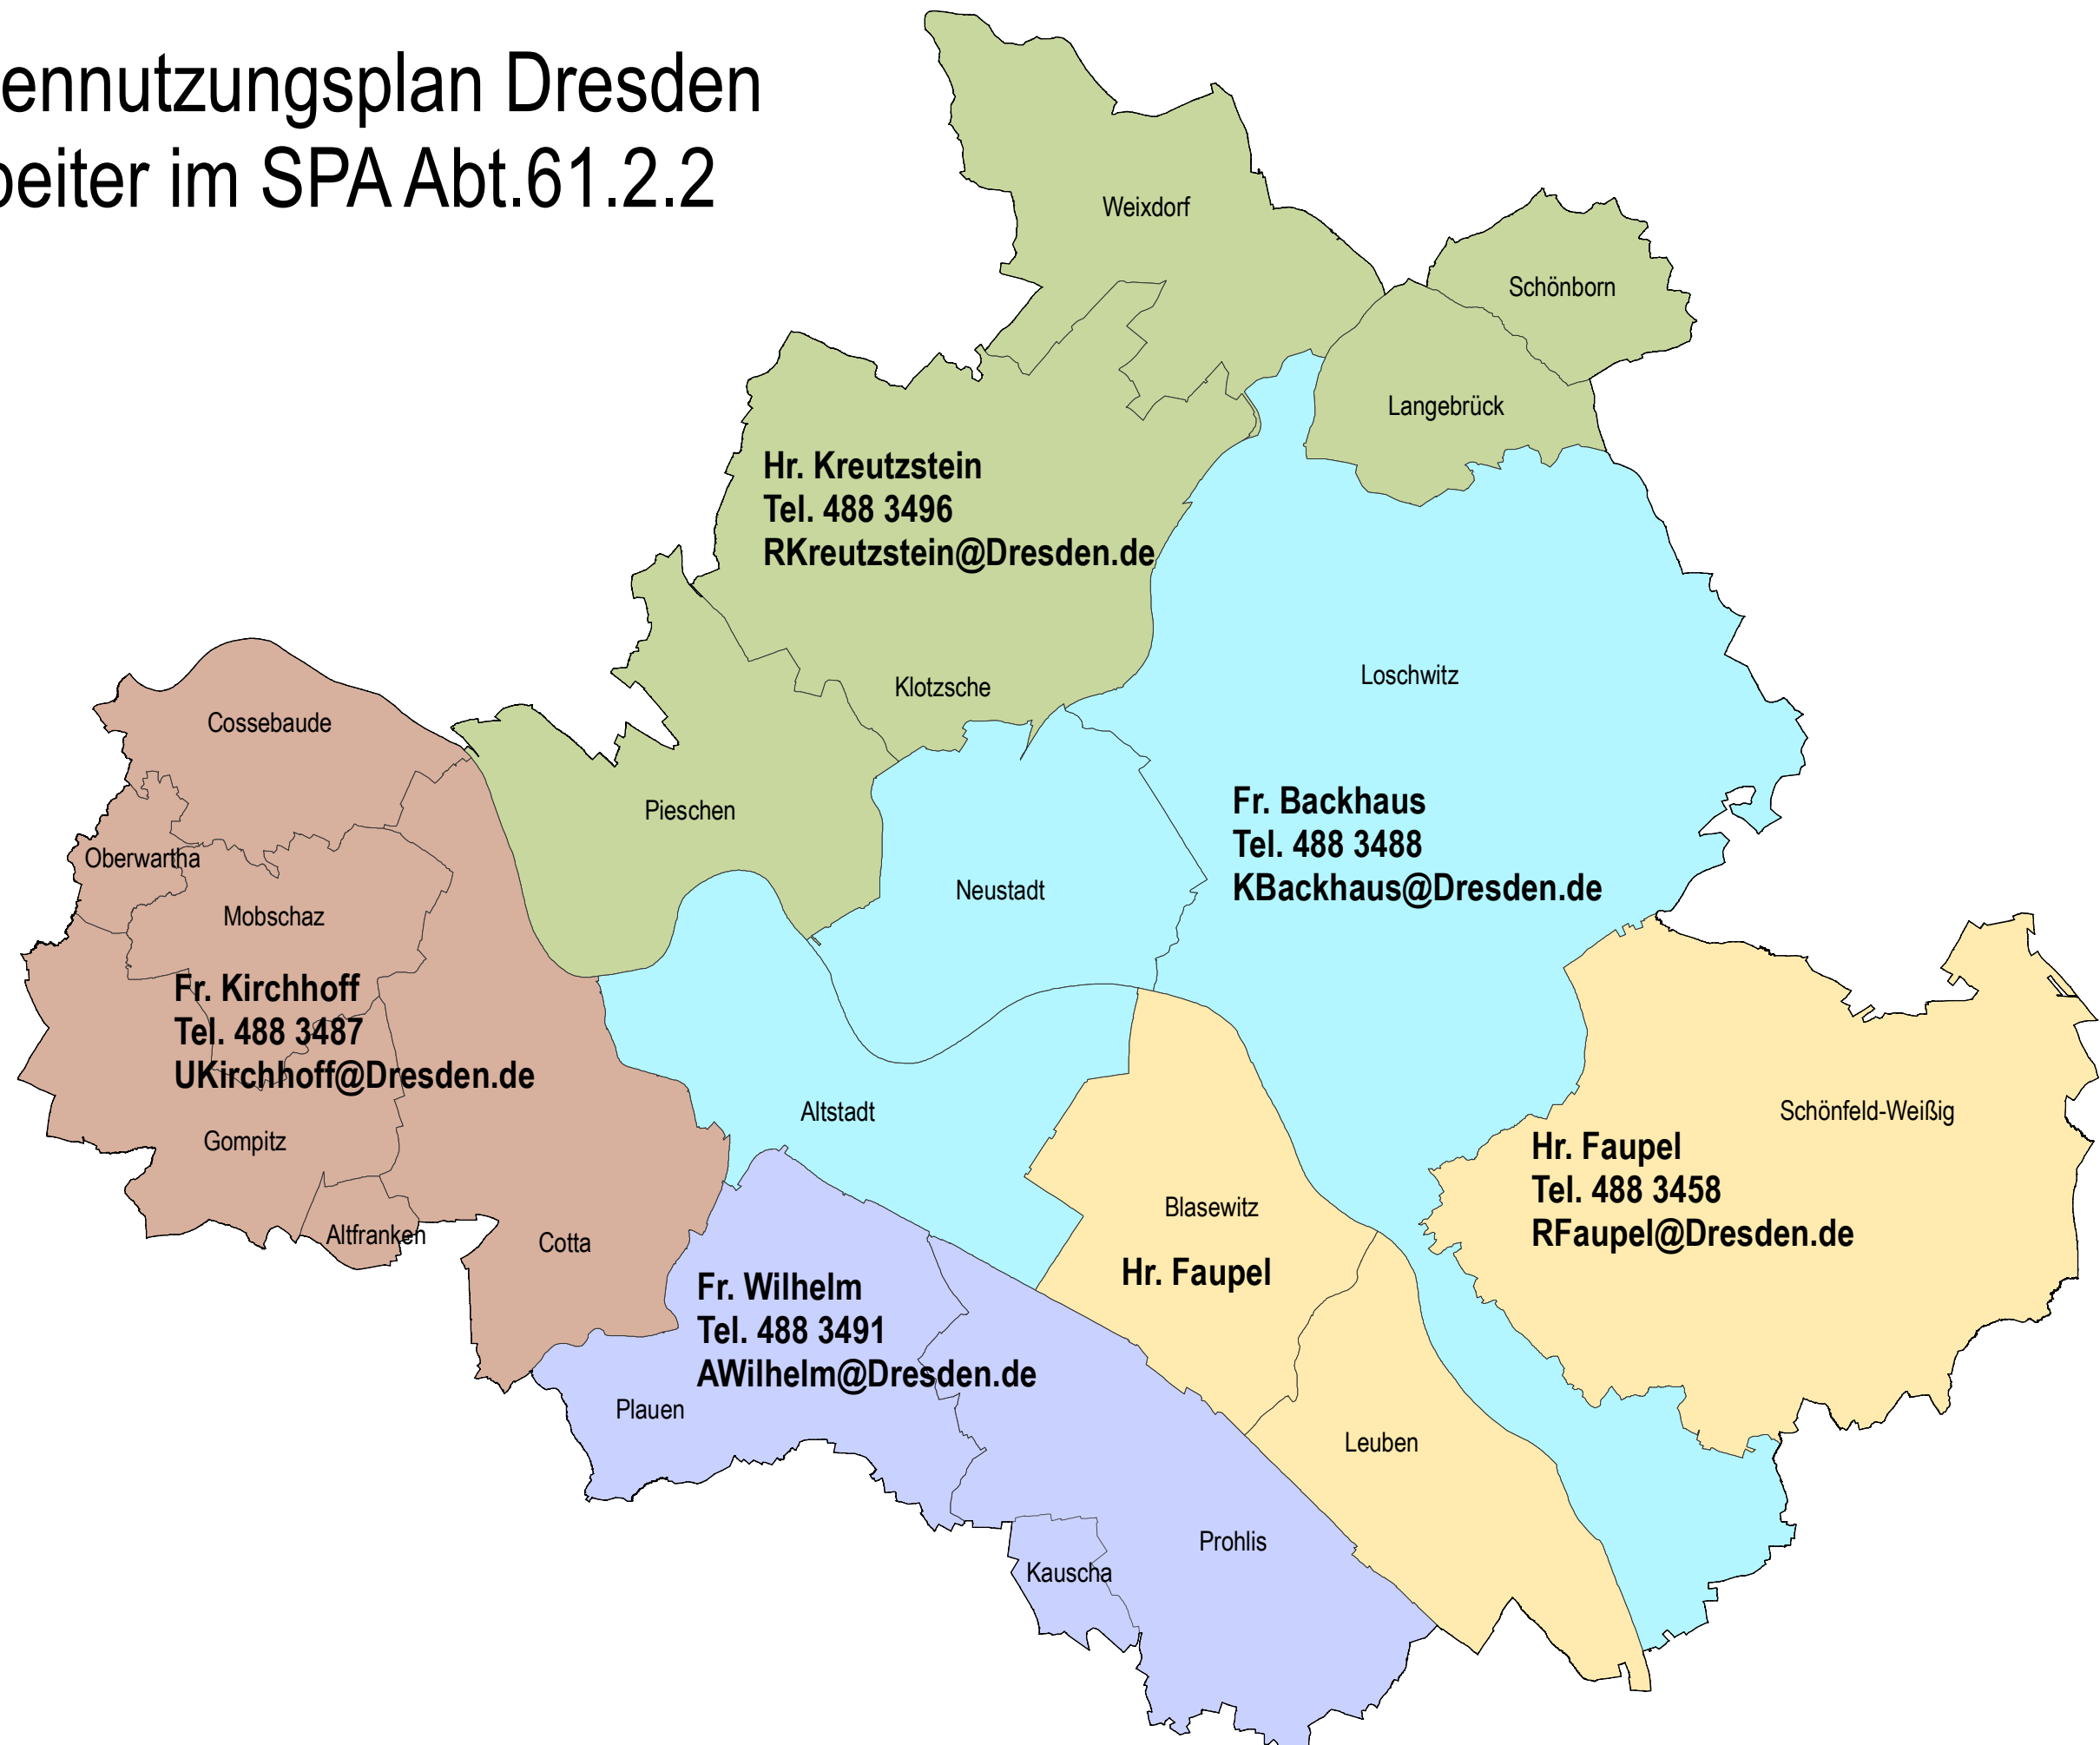 ennutzungsplan Dresden
beiter im SPA Abt.61.2.2
Weixdorf
Schönborn
Langebrück
Hr. Kreutzstein
Tel. 488 3496
RKreutzstein@Dresden.de
Klotzsche
Loschwitz
Cossebaude
Pieschen
Fr. Backhaus
Tel. 488 3488
KBackhaus@Dresden.de
Oberwartha
Neustadt
Mobschaz
Fr. Kirchhoff
Tel. 488 3487
UKirchhoff@Dresden.de
Altstadt
Schönfeld-Weißig
Gompitz
Hr. Faupel
Tel. 488 3458
RFaupel@Dresden.de
Blasewitz
Hr. Faupel
Altfranken
Cotta
Fr. Wilhelm
Tel. 488 3491
AWilhelm@Dresden.de
Plauen
Leuben
Prohlis
Kauscha